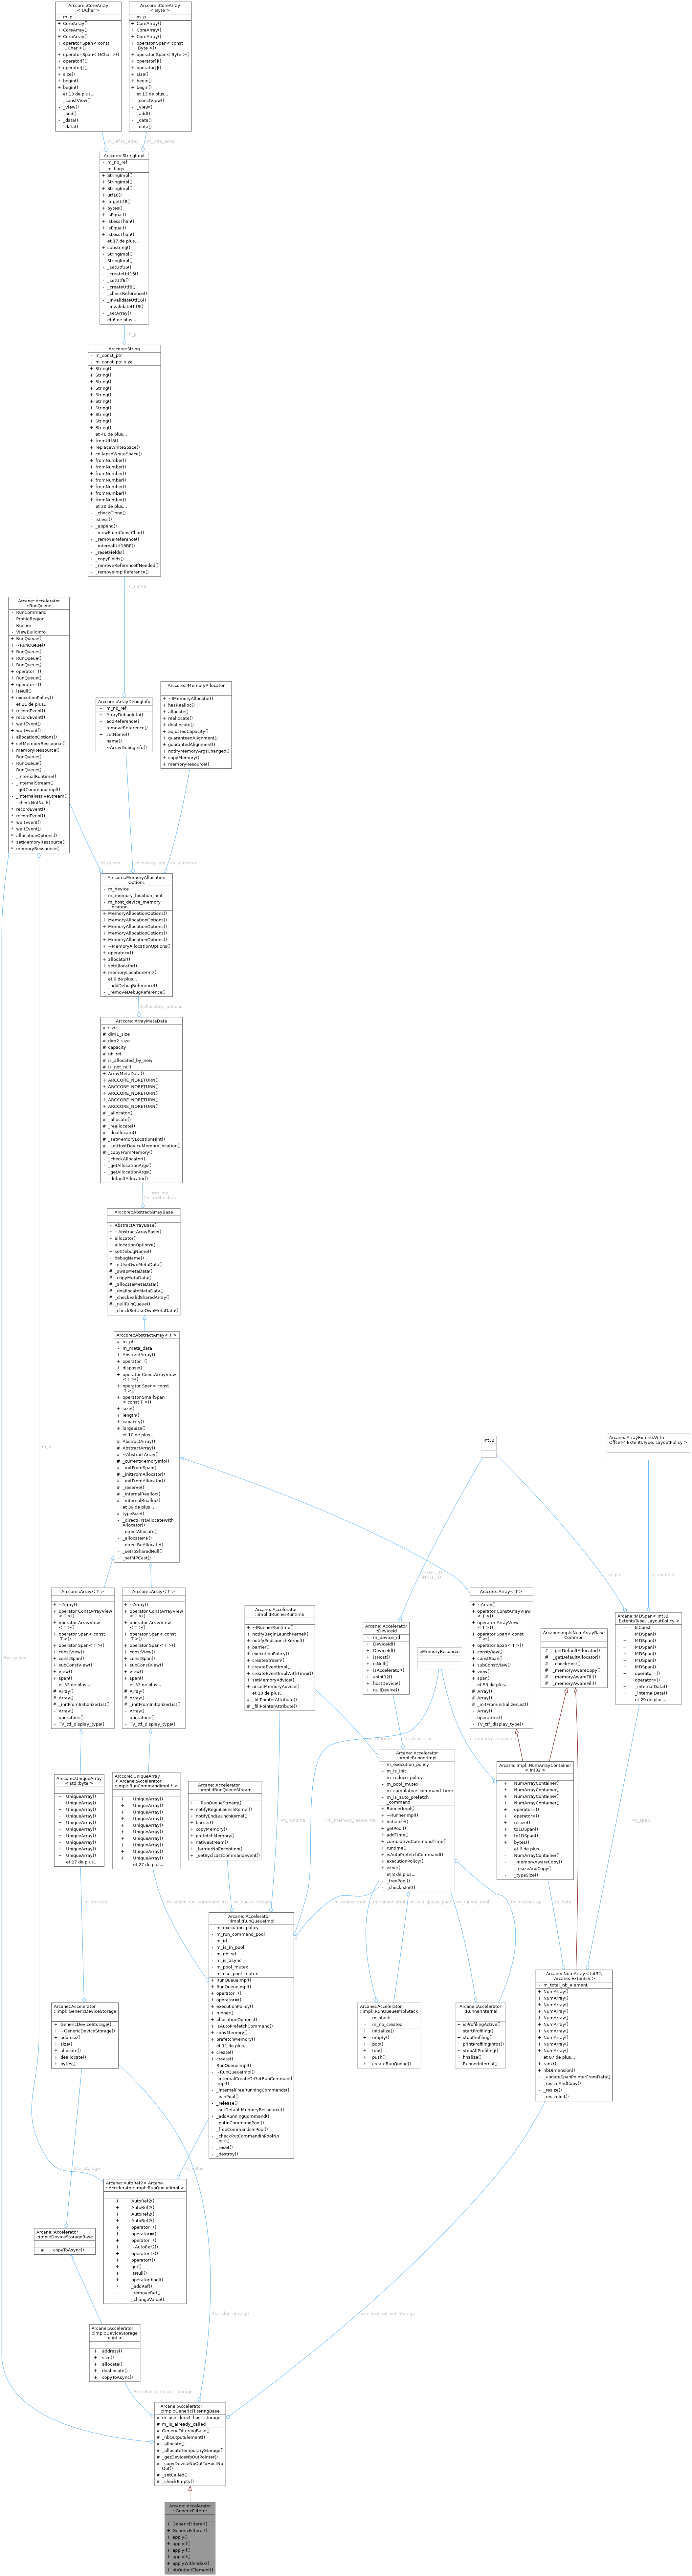 Arccore::CoreArray
< UChar >
- m_p
+ CoreArray()
+ CoreArray()
+ CoreArray()
+ operator Span< const
UChar >()
+ operator Span< UChar >()
+ operator[]()
+ operator[]()
+ size()
+ begin()
+ begin()
et 13 de plus...
- _constView()
- _view()
- _add()
- _data()
- _data()
Arccore::CoreArray
< Byte >
- m_p
+ CoreArray()
+ CoreArray()
+ CoreArray()
+ operator Span< const
Byte >()
+ operator Span< Byte >()
+ operator[]()
+ operator[]()
+ size()
+ begin()
+ begin()
et 13 de plus...
- _constView()
- _view()
- _add()
- _data()
- _data()
-m_utf16_array
-m_utf8_array
Arccore::StringImpl
- m_nb_ref
- m_flags
+ StringImpl()
+ StringImpl()
+ StringImpl()
+ utf16()
+ largeUtf8()
+ bytes()
+ isEqual()
+ isLessThan()
+ isEqual()
+ isLessThan()
et 17 de plus...
+ substring()
- StringImpl()
- StringImpl()
- _setUtf16()
- _createUtf16()
- _setUtf8()
- _createUtf8()
- _checkReference()
- _invalidateUtf16()
- _invalidateUtf8()
- _setArray()
et 6 de plus...
-m_p
Arccore::String
- m_const_ptr
- m_const_ptr_size
+ String()
+ String()
+ String()
+ String()
+ String()
+ String()
+ String()
+ String()
+ String()
+ String()
et 46 de plus...
+ fromUtf8()
+ replaceWhiteSpace()
+ collapseWhiteSpace()
+ fromNumber()
+ fromNumber()
+ fromNumber()
+ fromNumber()
+ fromNumber()
+ fromNumber()
+ fromNumber()
et 20 de plus...
- _checkClone()
- isLess()
- _append()
- _viewFromConstChar()
- _removeReference()
- _internalUtf16BE()
- _resetFields()
- _copyFields()
- _removeReferenceIfNeeded()
- _removeImplReference()
-m_name
Arcane::Accelerator
::RunQueue
- RunCommand
- ProfileRegion
- Runner
- ViewBuildInfo
+ RunQueue()
+ ~RunQueue()
+ RunQueue()
+ RunQueue()
+ RunQueue()
+ operator=()
+ RunQueue()
+ operator=()
+ isNull()
+ executionPolicy()
et 11 de plus...
+ recordEvent()
+ recordEvent()
+ waitEvent()
+ waitEvent()
+ allocationOptions()
+ setMemoryRessource()
+ memoryRessource()
- RunQueue()
- RunQueue()
- RunQueue()
- _internalRuntime()
- _internalStream()
- _getCommandImpl()
- _internalNativeStream()
- _checkNotNull()
* recordEvent()
* recordEvent()
* waitEvent()
* waitEvent()
* allocationOptions()
* setMemoryRessource()
* memoryRessource()
Arccore::ArrayDebugInfo
- m_nb_ref
+ ArrayDebugInfo()
+ addReference()
+ removeReference()
+ setName()
+ name()
- ~ArrayDebugInfo()
Arccore::IMemoryAllocator
+ ~IMemoryAllocator()
+ hasRealloc()
+ allocate()
+ reallocate()
+ deallocate()
+ adjustedCapacity()
+ guaranteedAlignment()
+ guarantedAlignment()
+ notifyMemoryArgsChanged()
+ copyMemory()
+ memoryResource()
-m_queue
-m_debug_info
-m_allocator
Arccore::MemoryAllocation
Options
- m_device
- m_memory_location_hint
- m_host_device_memory
_location
+ MemoryAllocationOptions()
+ MemoryAllocationOptions()
+ MemoryAllocationOptions()
+ MemoryAllocationOptions()
+ MemoryAllocationOptions()
+ ~MemoryAllocationOptions()
+ operator=()
+ allocator()
+ setAllocator()
+ memoryLocationHint()
et 9 de plus...
- _addDebugReference()
- _removeDebugReference()
#allocation_options
Arccore::ArrayMetaData
# size
# dim1_size
# dim2_size
# capacity
# nb_ref
# is_allocated_by_new
# is_not_null
+ ArrayMetaData()
+ ARCCORE_NORETURN()
+ ARCCORE_NORETURN()
+ ARCCORE_NORETURN()
+ ARCCORE_NORETURN()
+ ARCCORE_NORETURN()
# _allocator()
# _allocate()
# _reallocate()
# _deallocate()
# _setMemoryLocationHint()
# _setHostDeviceMemoryLocation()
# _copyFromMemory()
- _checkAllocator()
- _getAllocationArgs()
- _getAllocationArgs()
- _defaultAllocator()
#m_md
#m_meta_data
Arccore::AbstractArrayBase
+ AbstractArrayBase()
+ ~AbstractArrayBase()
+ allocator()
+ allocationOptions()
+ setDebugName()
+ debugName()
# _isUseOwnMetaData()
# _swapMetaData()
# _copyMetaData()
# _allocateMetaData()
# _deallocateMetaData()
# _checkValidSharedArray()
# _nullRunQueue()
- _checkSetUseOwnMetaData()
Arccore::AbstractArray< T >
# m_ptr
- m_meta_data
+ AbstractArray()
+ operator=()
+ dispose()
+ operator ConstArrayView
< T >()
+ operator Span< const
T >()
+ operator SmallSpan
< const T >()
+ size()
+ length()
+ capacity()
+ largeSize()
et 10 de plus...
# AbstractArray()
# AbstractArray()
# ~AbstractArray()
# _currentMemoryInfo()
# _initFromSpan()
# _initFromAllocator()
# _initFromAllocator()
# _reserve()
# _internalRealloc()
# _internalRealloc()
et 39 de plus...
# typeSize()
- _directFirstAllocateWith
Allocator()
- _directAllocate()
- _allocateMP()
- _directReAllocate()
- _setToSharedNull()
- _setMPCast()
-m_p
Int32
Arcane::ArrayExtentsWith
Offset< ExtentsType, LayoutPolicy >
+HOST_ID
-NULL_ID
-m_ptr
-m_extents
Arccore::Array< T >
+ ~Array()
+ operator ConstArrayView
< T >()
+ operator ArrayView
< T >()
+ operator Span< const
T >()
+ operator Span< T >()
+ constView()
+ constSpan()
+ subConstView()
+ view()
+ span()
et 53 de plus...
# Array()
# Array()
# _initFromInitializerList()
- Array()
- operator=()
- TV_ttf_display_type()
Arccore::Array< T >
+ ~Array()
+ operator ConstArrayView
< T >()
+ operator ArrayView
< T >()
+ operator Span< const
T >()
+ operator Span< T >()
+ constView()
+ constSpan()
+ subConstView()
+ view()
+ span()
et 53 de plus...
# Array()
# Array()
# _initFromInitializerList()
- Array()
- operator=()
- TV_ttf_display_type()
Arcane::Accelerator
::impl::IRunnerRuntime
+ ~IRunnerRuntime()
+ notifyBeginLaunchKernel()
+ notifyEndLaunchKernel()
+ barrier()
+ executionPolicy()
+ createStream()
+ createEventImpl()
+ createEventImplWithTimer()
+ setMemoryAdvice()
+ unsetMemoryAdvice()
et 10 de plus...
# _fillPointerAttribute()
# _fillPointerAttribute()
Arcane::Accelerator
::DeviceId
- m_device_id
+ DeviceId()
+ DeviceId()
+ isHost()
+ isNull()
+ isAccelerator()
+ asInt32()
+ hostDevice()
+ nullDevice()
eMemoryResource
Arccore::Array< T >
+ ~Array()
+ operator ConstArrayView
< T >()
+ operator ArrayView
< T >()
+ operator Span< const
T >()
+ operator Span< T >()
+ constView()
+ constSpan()
+ subConstView()
+ view()
+ span()
et 53 de plus...
# Array()
# Array()
# _initFromInitializerList()
- Array()
- operator=()
- TV_ttf_display_type()
Arcane::impl::NumArrayBase
Common
# _getDefaultAllocator()
# _getDefaultAllocator()
# _checkHost()
# _memoryAwareCopy()
# _memoryAwareFill()
# _memoryAwareFill()
Arcane::MDSpan< Int32,
ExtentsType, LayoutPolicy >
- IsConst
+ MDSpan()
+ MDSpan()
+ MDSpan()
+ MDSpan()
+ MDSpan()
+ MDSpan()
+ operator=()
- _internalData()
- _internalData()
et 29 de plus...
#m_queue
-m_runtime
-m_device_id
-m_memory_ressource
Arccore::UniqueArray
< std::byte >
+ UniqueArray()
+ UniqueArray()
+ UniqueArray()
+ UniqueArray()
+ UniqueArray()
+ UniqueArray()
+ UniqueArray()
+ UniqueArray()
+ UniqueArray()
+ UniqueArray()
et 27 de plus...
Arccore::UniqueArray
< Arcane::Accelerator
::impl::RunCommandImpl * >
+ UniqueArray()
+ UniqueArray()
+ UniqueArray()
+ UniqueArray()
+ UniqueArray()
+ UniqueArray()
+ UniqueArray()
+ UniqueArray()
+ UniqueArray()
+ UniqueArray()
et 27 de plus...
Arcane::Accelerator
::impl::IRunQueueStream
+ ~IRunQueueStream()
+ notifyBeginLaunchKernel()
+ notifyEndLaunchKernel()
+ barrier()
+ copyMemory()
+ prefetchMemory()
+ nativeStream()
+ _barrierNoException()
+ _setSyclLastCommandEvent()
-m_runtime
-m_memory_ressource
Arcane::Accelerator
::impl::RunnerImpl
- m_execution_policy
- m_is_init
- m_reduce_policy
- m_pool_mutex
- m_cumulative_command_time
- m_is_auto_prefetch
_command
+ RunnerImpl()
+ ~RunnerImpl()
+ initialize()
+ getPool()
+ addTime()
+ cumulativeCommandTime()
+ runtime()
+ isAutoPrefetchCommand()
+ executionPolicy()
+ isInit()
et 8 de plus...
- _freePool()
- _checkIsInit()
Arcane::impl::NumArrayContainer
< Int32 >
+ NumArrayContainer()
+ NumArrayContainer()
+ NumArrayContainer()
+ NumArrayContainer()
+ operator=()
+ operator=()
+ resize()
+ to1DSpan()
+ to1DSpan()
+ bytes()
et 9 de plus...
- NumArrayContainer()
- _memoryAwareCopy()
- _resizeAndCopy()
- _typeSize()
-m_span
-m_storage
-m_active_run_command_list
-m_queue_stream
-m_runner_impl
-m_runner_impl
-m_run_queue_pool
-m_runner_impl
-m_internal_api
-m_data
Arcane::Accelerator
::impl::RunQueueImpl
- m_execution_policy
- m_run_command_pool
- m_id
- m_is_in_pool
- m_nb_ref
- m_is_async
- m_pool_mutex
- m_use_pool_mutex
+ RunQueueImpl()
+ RunQueueImpl()
+ operator=()
+ operator=()
+ executionPolicy()
+ runner()
+ allocationOptions()
+ isAutoPrefetchCommand()
+ copyMemory()
+ prefetchMemory()
et 11 de plus...
+ create()
+ create()
- RunQueueImpl()
- ~RunQueueImpl()
- _internalCreateOrGetRunCommand
Impl()
- _internalFreeRunningCommands()
- _isInPool()
- _release()
- _setDefaultMemoryRessource()
- _addRunningCommand()
- _putInCommandPool()
- _freeCommandsInPool()
- _checkPutCommandInPoolNo
Lock()
- _reset()
- _destroy()
Arcane::Accelerator
::impl::GenericDeviceStorage
+ GenericDeviceStorage()
+ ~GenericDeviceStorage()
+ address()
+ size()
+ allocate()
+ deallocate()
+ bytes()
Arcane::Accelerator
::impl::RunQueueImplStack
- m_stack
- m_nb_created
+ initialize()
+ empty()
+ pop()
+ top()
+ push()
+ createRunQueue()
Arcane::Accelerator
::RunnerInternal
+ isProfilingActive()
+ startProfiling()
+ stopProfiling()
+ printProfilingInfos()
+ stopAllProfiling()
+ finalize()
- RunnerInternal()
Arcane::NumArray< Int32,
Arcane::ExtentsV >
- m_total_nb_element
+ NumArray()
+ NumArray()
+ NumArray()
+ NumArray()
+ NumArray()
+ NumArray()
+ NumArray()
+ NumArray()
+ NumArray()
+ NumArray()
et 87 de plus...
+ rank()
+ nbDimension()
- _updateSpanPointerFromData()
- _resizeAndCopy()
- _resize()
- _resizeInit()
#m_storage
-m_value
Arcane::AutoRef2< Arcane
::Accelerator::impl::RunQueueImpl >
+ AutoRef2()
+ AutoRef2()
+ AutoRef2()
+ AutoRef2()
+ operator=()
+ operator=()
+ operator=()
+ ~AutoRef2()
+ operator->()
+ operator*()
+ get()
+ isNull()
+ operator bool()
- _addRef()
- _removeRef()
- _changeValue()
Arcane::Accelerator
::impl::DeviceStorageBase
# _copyToAsync()
Arcane::Accelerator
::impl::DeviceStorage
< int >
+ address()
+ size()
+ allocate()
+ deallocate()
+ copyToAsync()
#m_algo_storage
#m_host_nb_out_storage
#m_device_nb_out_storage
Arcane::Accelerator
::impl::GenericFilteringBase
# m_use_direct_host_storage
# m_is_already_called
# GenericFilteringBase()
# _nbOutputElement()
# _allocate()
# _allocateTemporaryStorage()
# _getDeviceNbOutPointer()
# _copyDeviceNbOutToHostNb
Out()
# _setCalled()
# _checkEmpty()
Arcane::Accelerator
::GenericFilterer
+ GenericFilterer()
+ GenericFilterer()
+ apply()
+ applyIf()
+ applyIf()
+ applyIf()
+ applyWithIndex()
+ nbOutputElement()